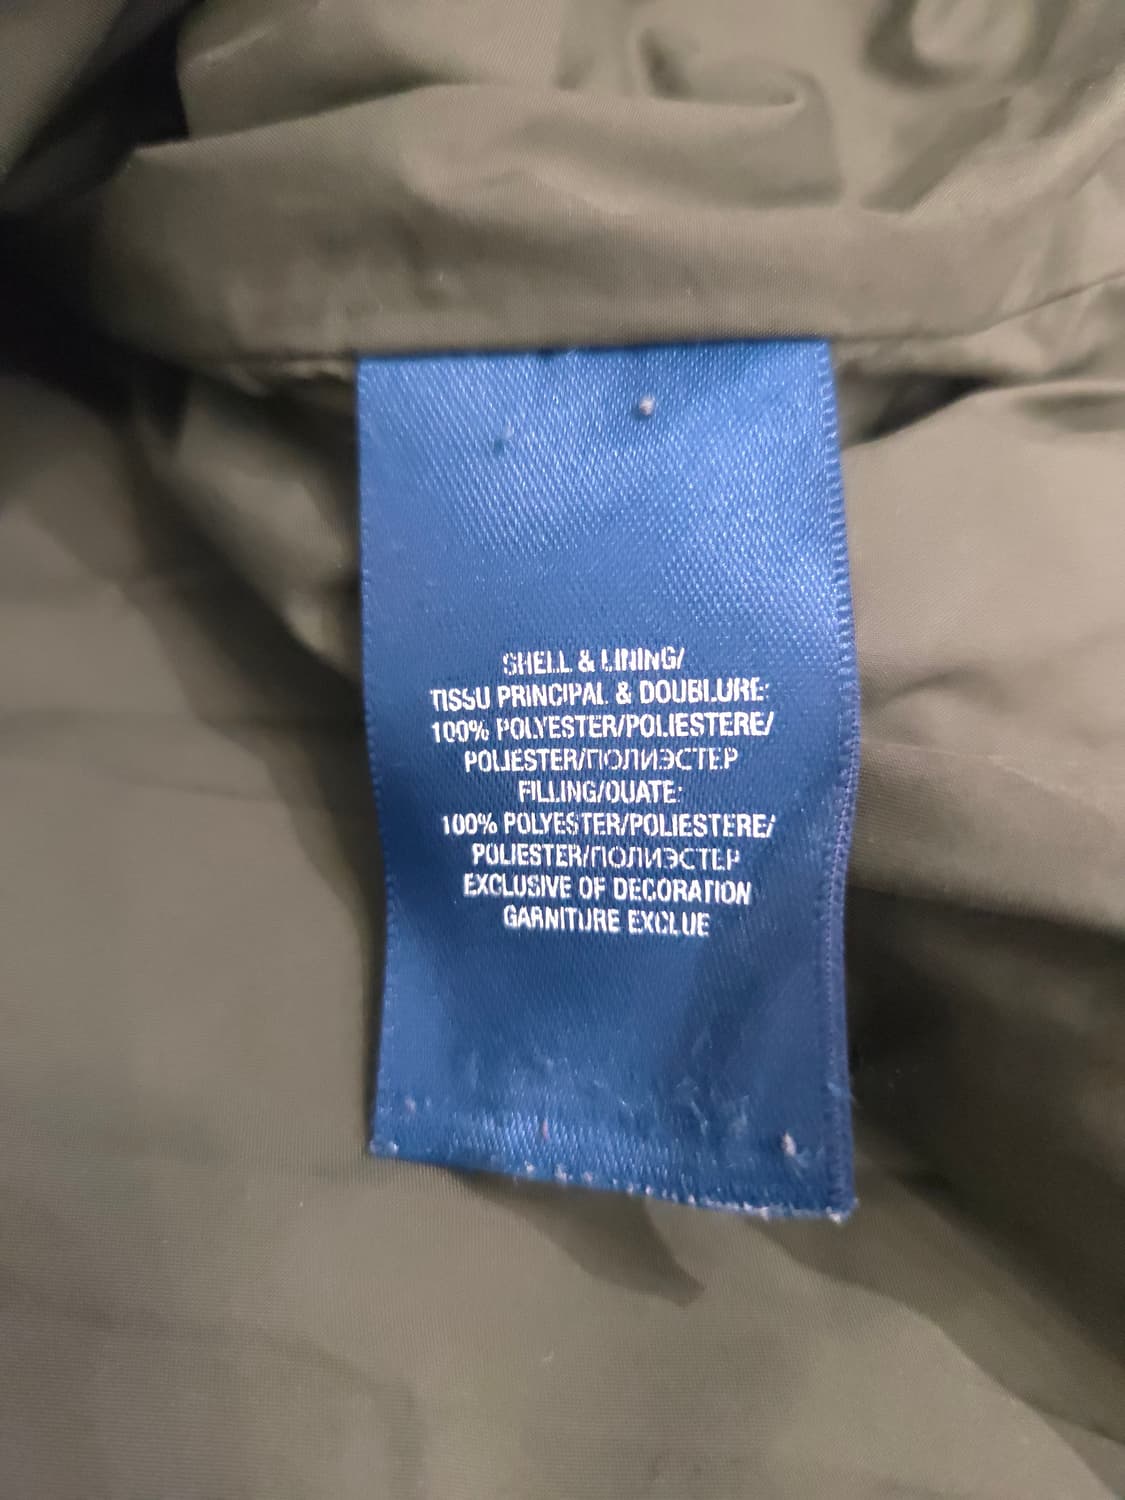 SHELL & LINING/
TISSU PRINCIPAL & DOUBLURE:
100% POLYESTER/POLIESTERE/
POLIESTER/ПОЛИЭСТЕР
FILLING/OUATE:
100% POLYESTER/POLIESTERE/
POLIESTER/ПОЛИЭСТЕР
EXCLUSIVE OF DECORATION
GARNITURE EXCLUE